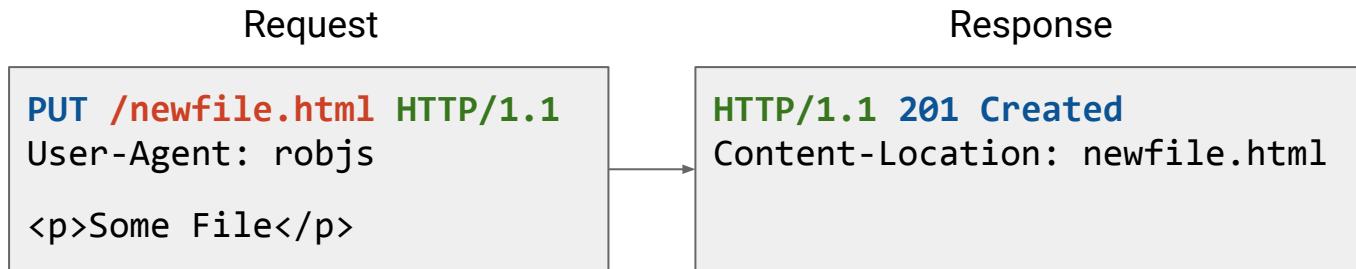 Request
PUT /newfile.html HTTP/1.1
User-Agent: robjs
<p>Some File</p>
Response
HTTP/1.1 201 Created
Content-Location: newfile.html